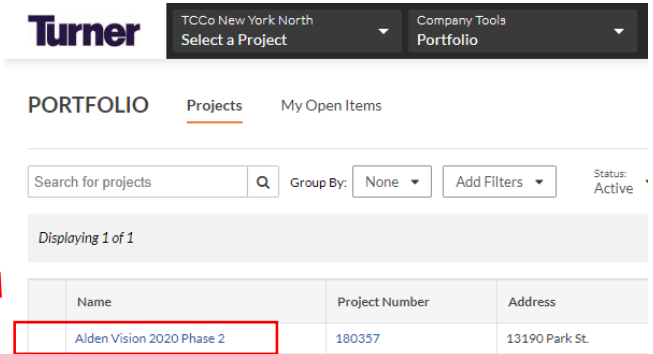 Turner
TCCo New York North
Select a Project
Company Tools
Portfolio
PORTFOLIO Projects My Open Items
Search for projects Group By: None Add Filters Status: Active
Displaying 1 of 1
Name Project Number Address
Alden Vision 2020 Phase 2 180357 13190 Park St.